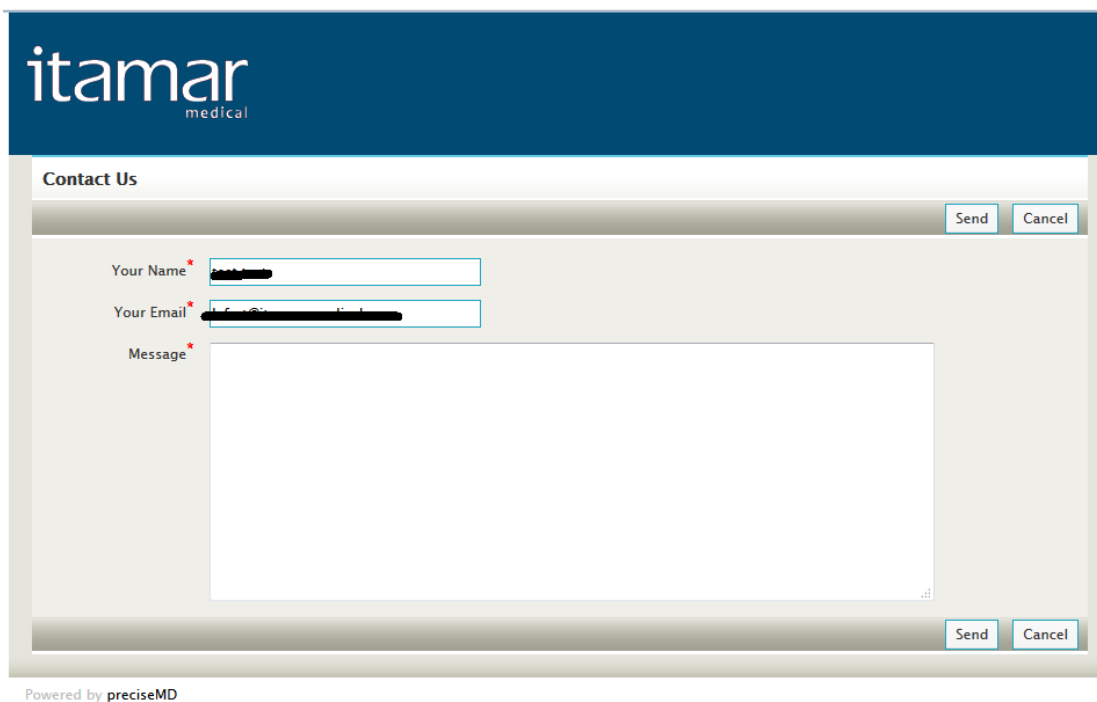 itamar
medical
Contact Us
Send Cancel
Your Name*
Your Email*
Message*
Send Cancel
Powered by preciseMD